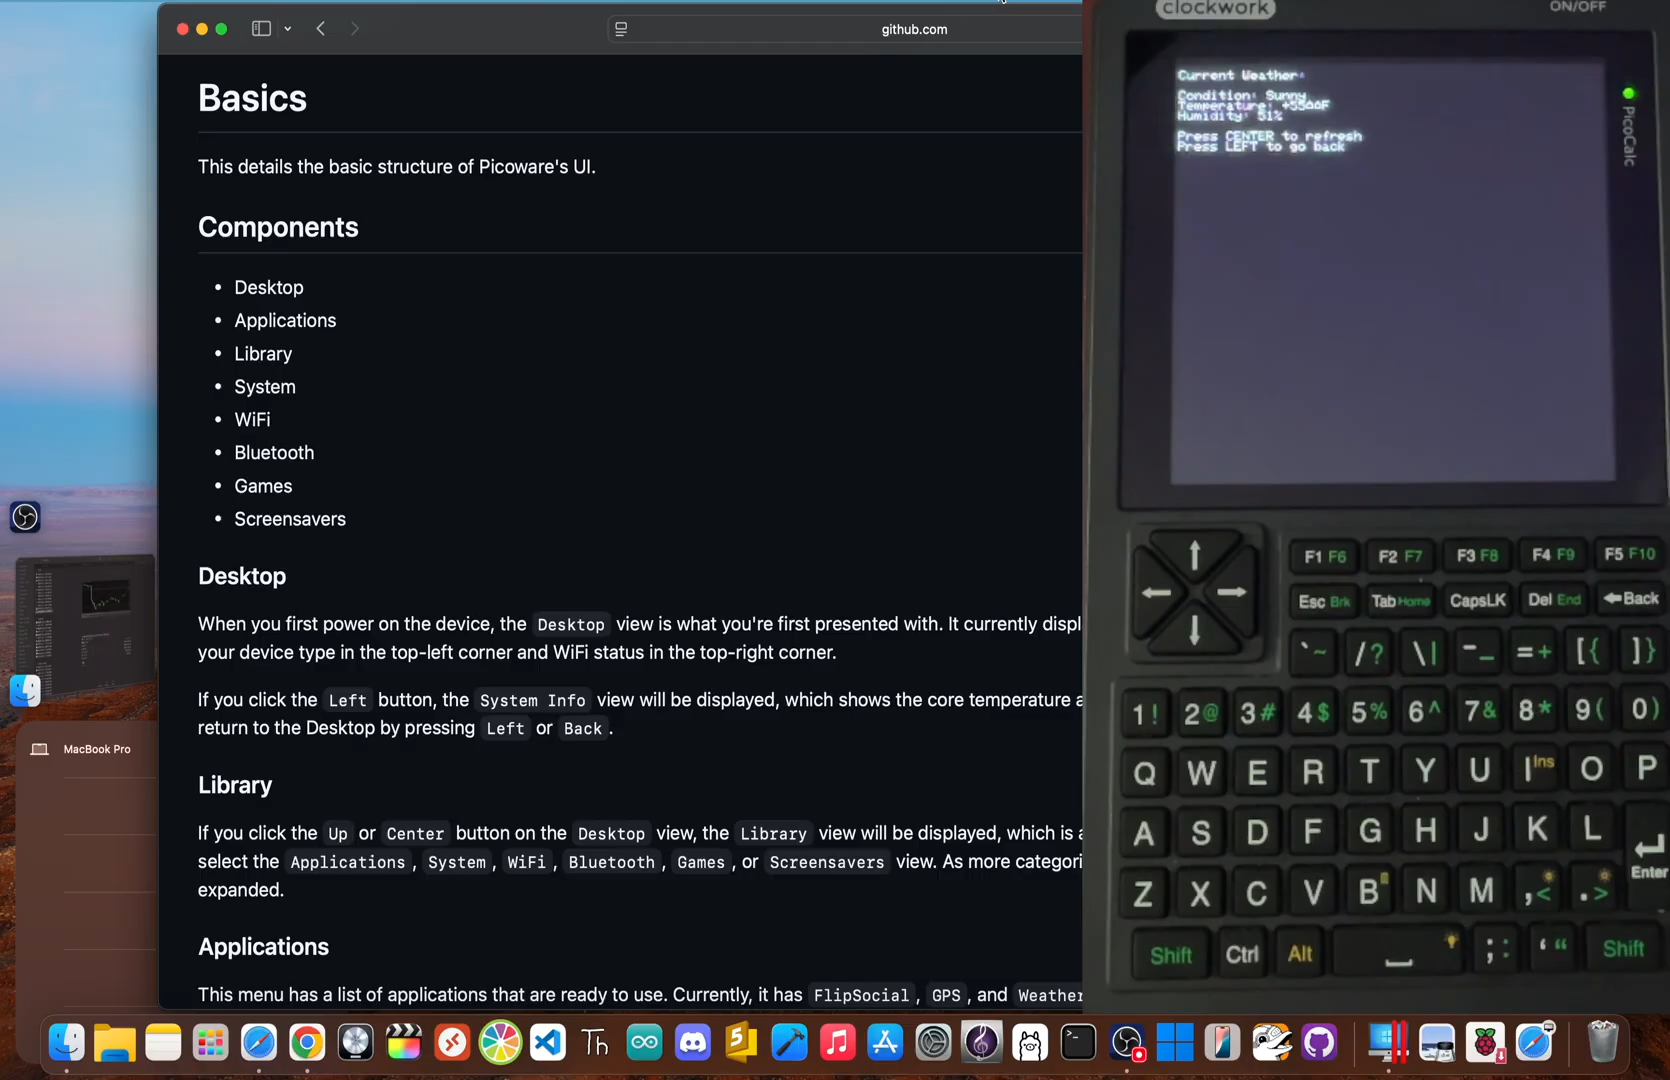 github.com
Basics
This details the basic structure of Picoware's UI.
Components
• Desktop
• Applications
• Library
• System
• WiFi
• Bluetooth
• Games
• Screensavers
Desktop
When you first power on the device, the Desktop view is what you're first presented with. It currently displ
your device type in the top-left corner and WiFi status in the top-right corner.
If you click the Left button, the System Info view will be displayed, which shows the core temperature a
return to the Desktop by pressing Left or Back.
Library
If you click the Up or Center button on the Desktop view, the Library view will be displayed, which is a
select the Applications, System, WiFi, Bluetooth, Games, or Screensavers view. As more categori
expanded.
Applications
This menu has a list of applications that are ready to use. Currently, it has FlipSocial, GPS, and Weather
MacBook Pro
Th
clockwork
ON/OFF
PicoCalc
Current Weather:
Condition: Sunny
Humidity: 51%
Press CENTER to refresh
Press LEFT to go back
F1 F6 F2 F7 F3 F8 F4 F9 F5 F10
Esc Brk Tab Home CapsLK Del End Back
` ~ / ? \ | - _ = + [ { ] }
1 ! 2 @ 3 # 4 $ 5 % 6 ^ 7 & 8 * 9 ( 0 )
Q W E R T Y U I Ins O P
A S D F G H J K L
Enter
Z X C V B N M , < . >
Shift Ctrl Alt ; : ' “ Shift